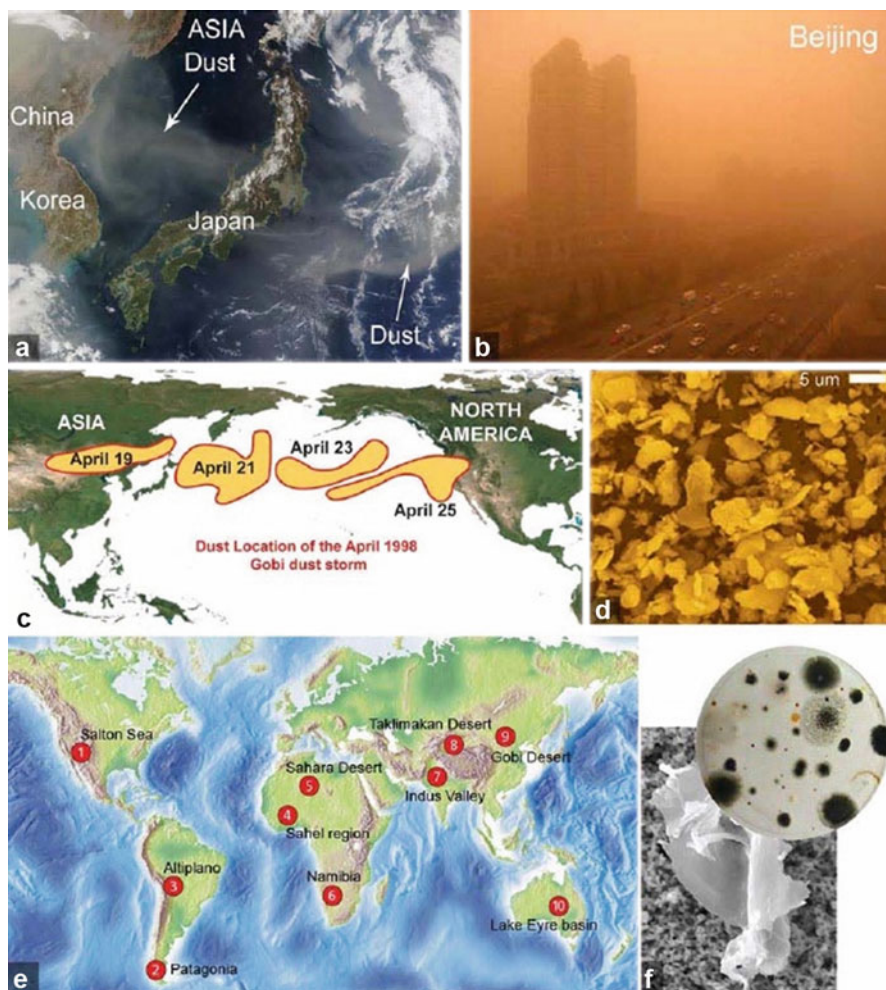 ASIA
Dust
China
Korea
Japan
Dust
a
Beijing
b
ASIA
NORTH
AMERICA
April 19
April 21
April 23
April 25
Dust Location of the April 1998
Gobi dust storm
c
5 um
d
Salton Sea
1
Taklimakan Desert
8
9
Gobi Desert
Sahara Desert
5
7
Indus Valley
4
Sahel region
Altiplano
3
Namibia
6
10
Lake Eyre basin
2
Patagonia
e
f